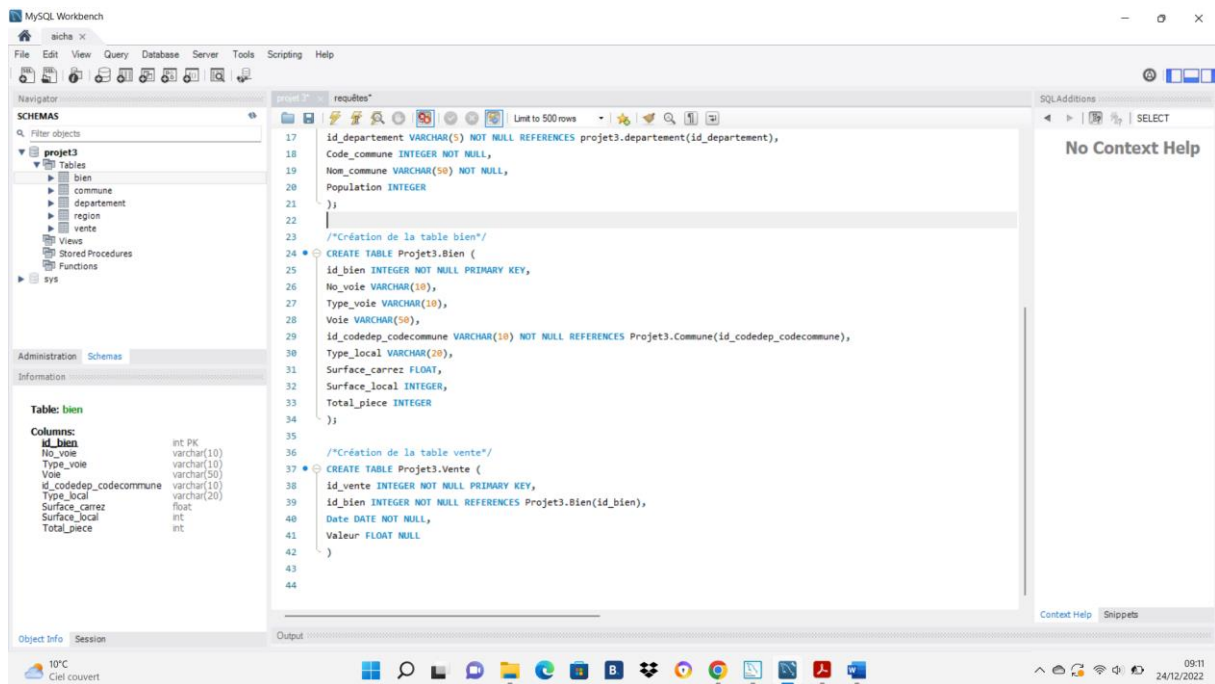 MySQL Workbench
aicha ×
File Edit View Query Database Server Tools Scripting Help
Navigator
SCHEMAS
Filter objects
projet3
Tables
bien
commune
departement
region
vente
Views
Stored Procedures
Functions
sys
Administration Schemas
Information
Table: bien
Columns:
id_bien int PK
No_voie varchar(10)
Type_voie varchar(10)
Voie varchar(50)
id_codedep_codecommune varchar(10)
Type_local varchar(20)
Surface_carrez float
Surface_local int
Total_piece int
Object Info Session
projet 3* × requêtes*
Limit to 500 rows
17 id_departement VARCHAR(5) NOT NULL REFERENCES projet3.departement(id_departement),
18 Code_commune INTEGER NOT NULL,
19 Nom_commune VARCHAR(50) NOT NULL,
20 Population INTEGER
21 );
22
23 /*Création de la table bien*/
24 CREATE TABLE Projet3.Bien (
25 id_bien INTEGER NOT NULL PRIMARY KEY,
26 No_voie VARCHAR(10),
27 Type_voie VARCHAR(10),
28 Voie VARCHAR(50),
29 id_codedep_codecommune VARCHAR(10) NOT NULL REFERENCES Projet3.Commune(id_codedep_codecommune),
30 Type_local VARCHAR(20),
31 Surface_carrez FLOAT,
32 Surface_local INTEGER,
33 Total_piece INTEGER
34 );
35
36 /*Création de la table vente*/
37 CREATE TABLE Projet3.Vente (
38 id_vente INTEGER NOT NULL PRIMARY KEY,
39 id_bien INTEGER NOT NULL REFERENCES Projet3.Bien(id_bien),
40 Date DATE NOT NULL,
41 Valeur FLOAT NULL
42 )
43
44
Output
SQLAdditions
SELECT
No Context Help
Context Help Snippets
10°C
Ciel couvert
09:11
24/12/2022